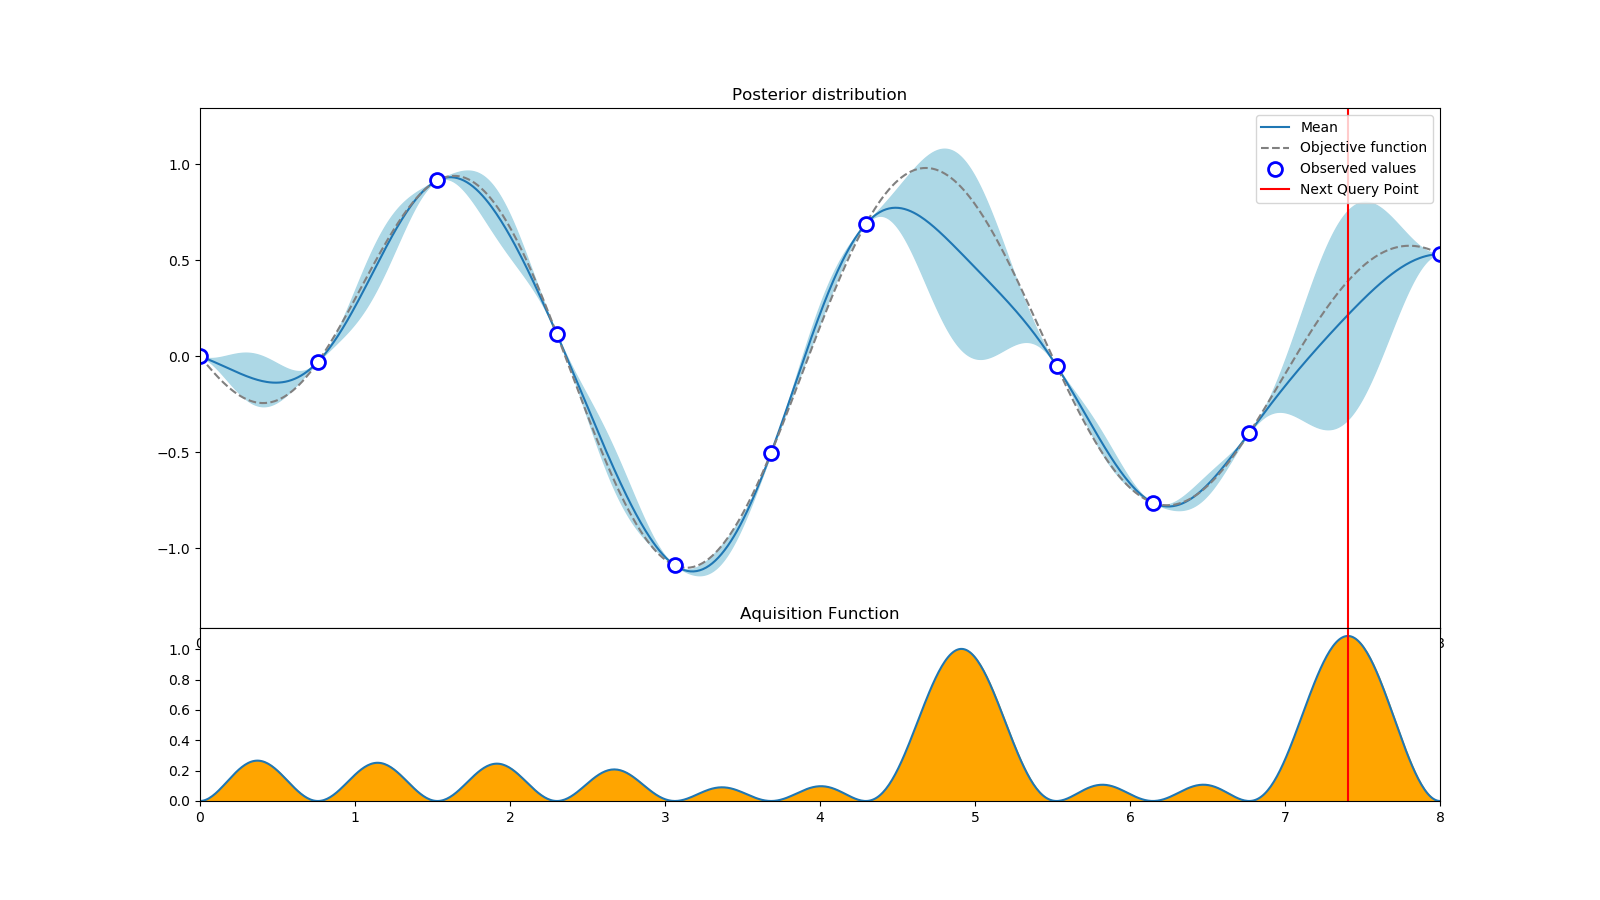 Posterior distribution
Mean
Objective function
Observed values
Next Query Point
1.0
0.5
0.0
−0.5
−1.0
Aquisition Function
1.0
0.8
0.6
0.4
0.2
0.0
0 1 2 3 4 5 6 7 8